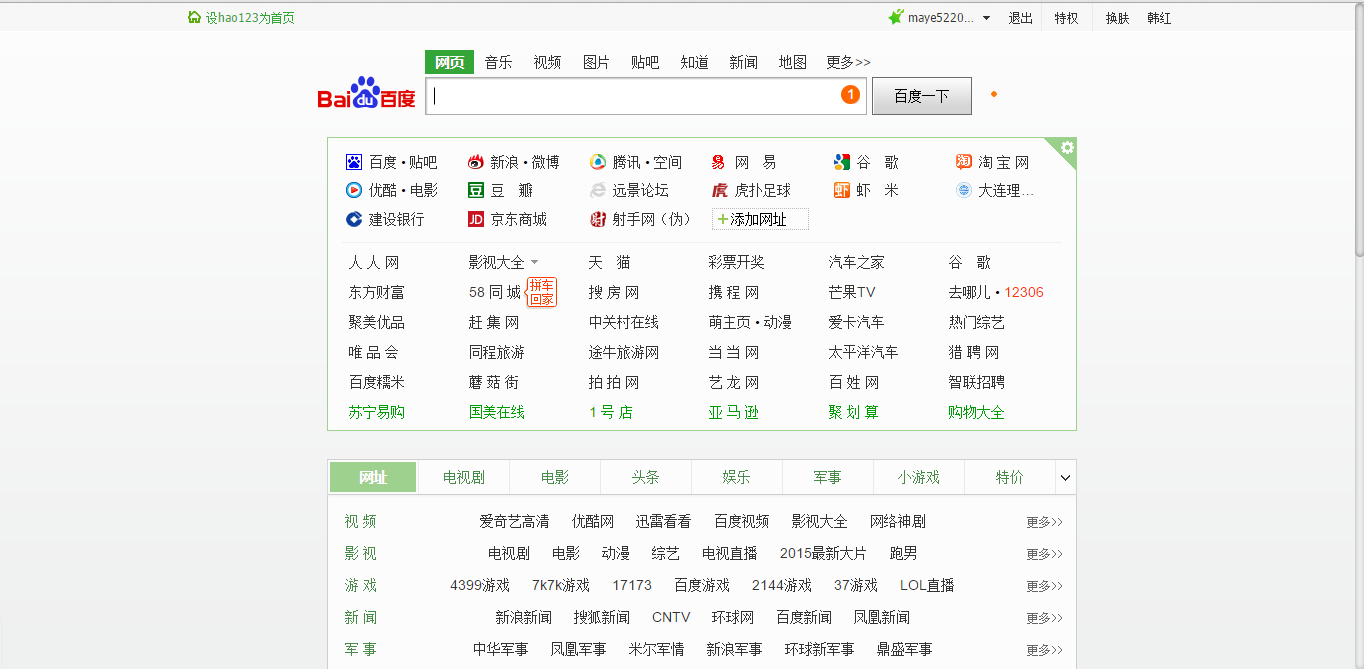 设hao123为首页 maye5220... 退出 特权 换肤 韩红
网页 音乐 视频 图片 贴吧 知道 新闻 地图 更多>>
Bai du 百度 1 百度一下
百度·贴吧 新浪·微博 腾讯·空间 网 易 谷 歌 淘宝网
优酷·电影 豆 瓣 远景论坛 虎扑足球 虾 米 大连理...
建设银行 京东商城 射手网（伪） +添加网址
人人网 影视大全 天 猫 彩票开奖 汽车之家 谷 歌
东方财富 58同城 拼车回家 搜房网 携程网 芒果TV 去哪儿·12306
聚美优品 赶集网 中关村在线 萌主页·动漫 爱卡汽车 热门综艺
唯品会 同程旅游 途牛旅游网 当当网 太平洋汽车 猎聘网
百度糯米 蘑菇街 拍拍网 艺龙网 百姓网 智联招聘
苏宁易购 国美在线 1号店 亚马逊 聚划算 购物大全
网址 电视剧 电影 头条 娱乐 军事 小游戏 特价
视频 爱奇艺高清 优酷网 迅雷看看 百度视频 影视大全 网络神剧 更多>>
影视 电视剧 电影 动漫 综艺 电视直播 2015最新大片 跑男 更多>>
游戏 4399游戏 7k7k游戏 17173 百度游戏 2144游戏 37游戏 LOL直播 更多>>
新闻 新浪新闻 搜狐新闻 CNTV 环球网 百度新闻 凤凰新闻 更多>>
军事 中华军事 凤凰军事 米尔军情 新浪军事 环球新军事 鼎盛军事 更多>>